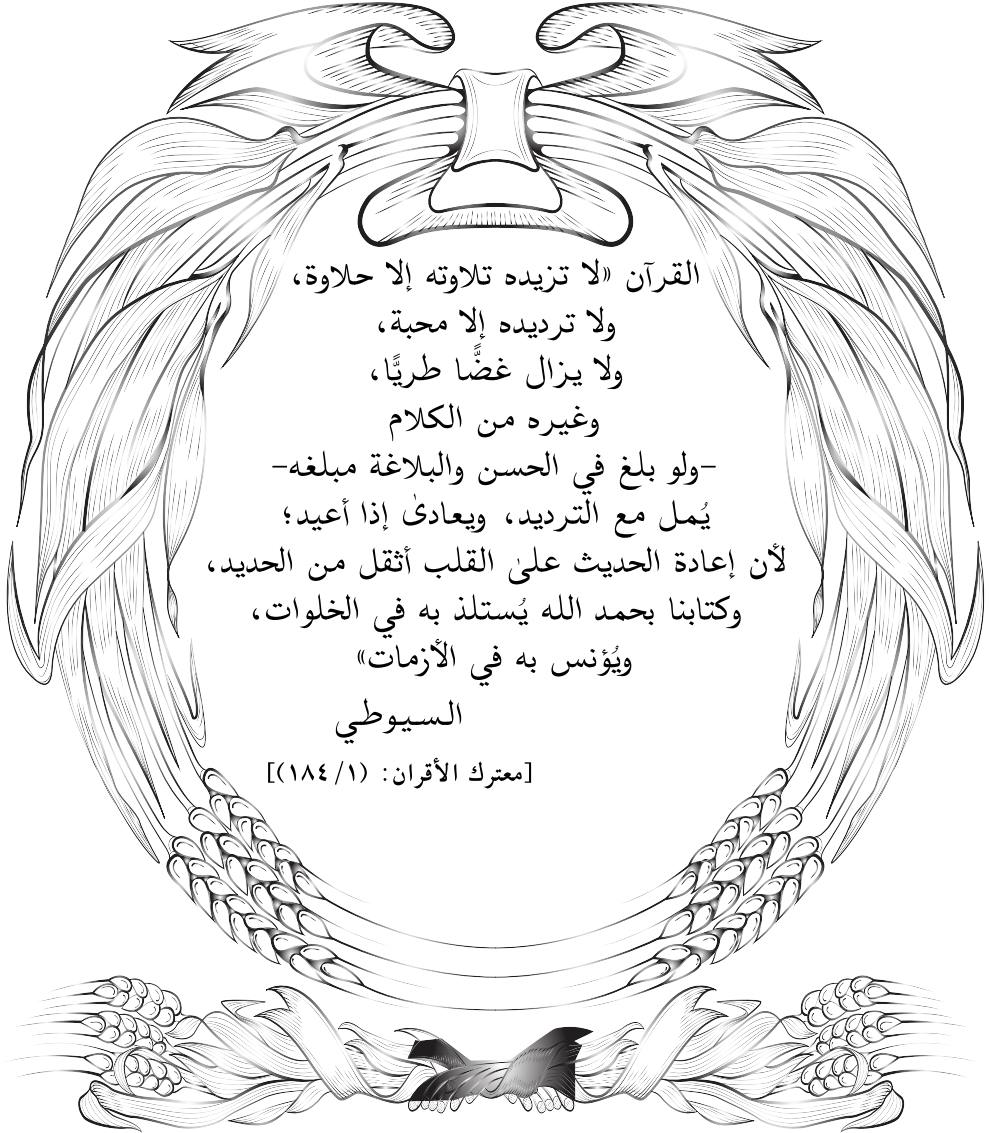 القرآن «لا تزيده تلاوته إلا حلاوة،
ولا ترديده إلا محبة،
ولا يزال غضًّا طريًّا،
وغيره من الكلام
-ولو بلغ في الحسن والبلاغة مبلغه-
يُمل مع الترديد، ويعادىٰ إذا أعيد؛
لأن إعادة الحديث علىٰ القلب أثقل من الحديد،
وكتابنا بحمد الله يُستلذ به في الخلوات،
ويُؤنس به في الأزمات»
السيوطي
[معترك الأقران: (١/ ١٨٤)]